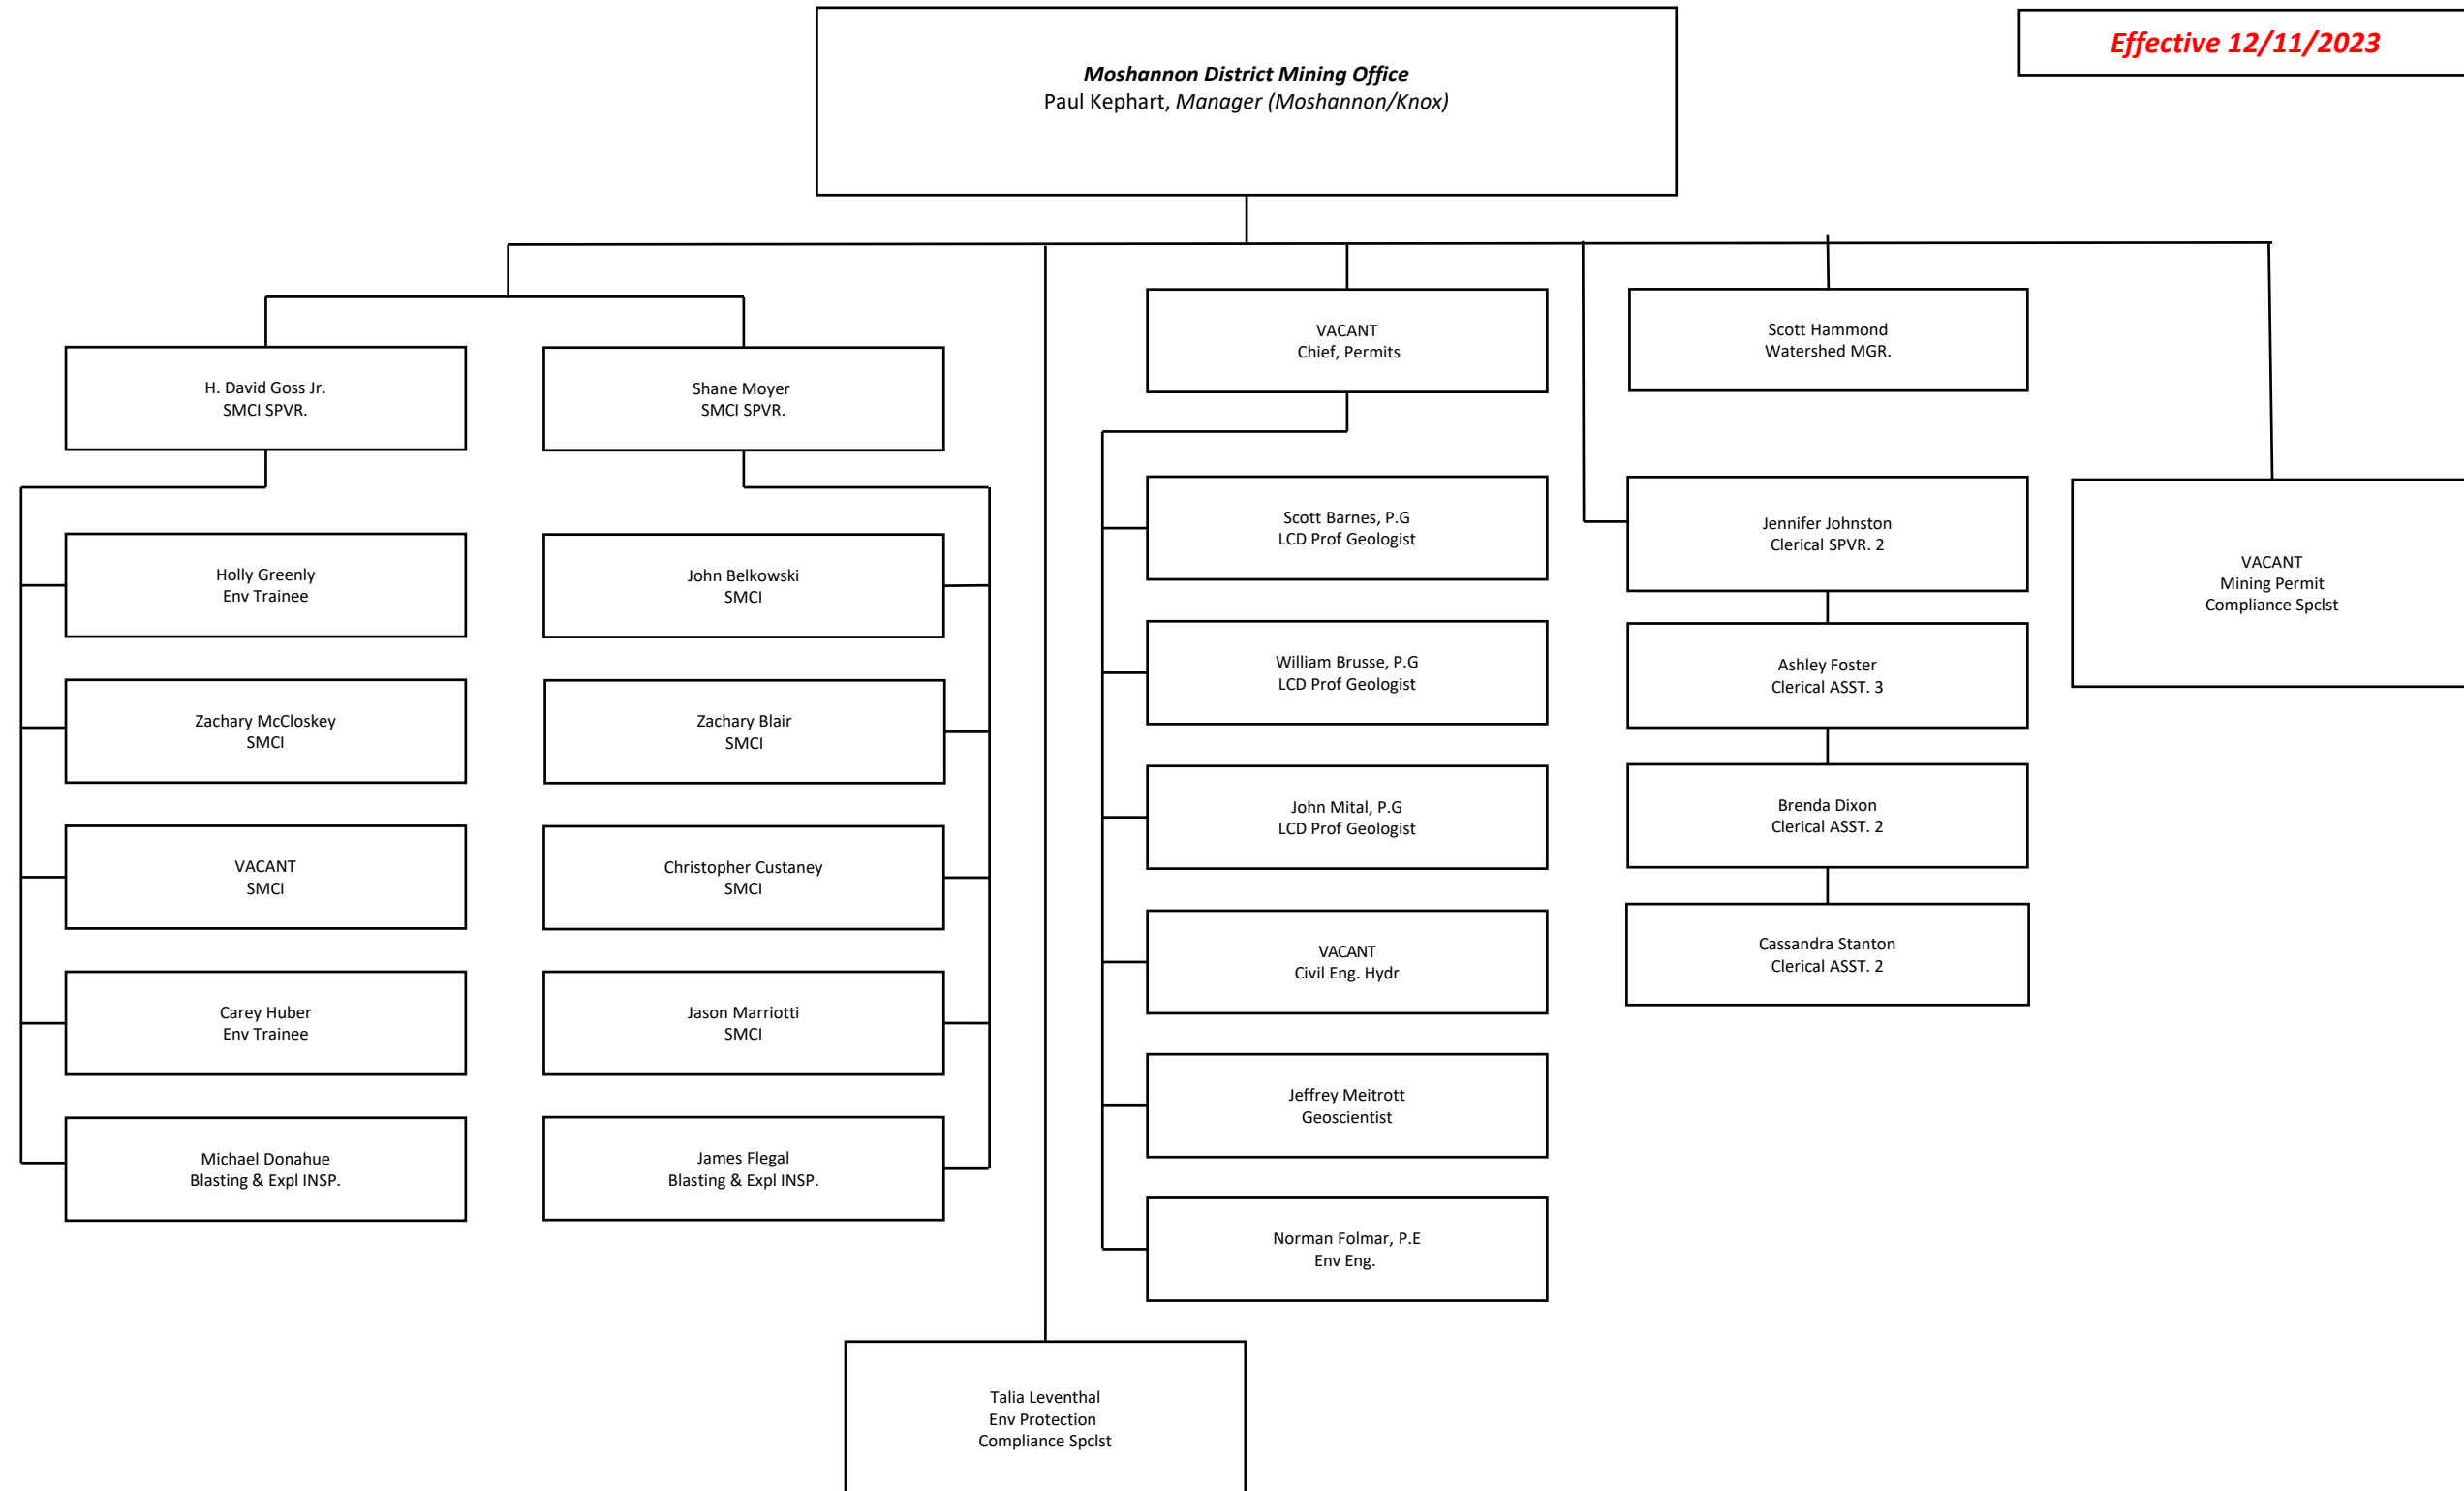 Effective 12/11/2023
Moshannon District Mining Office
Paul Kephart, Manager (Moshannon/Knox)
H. David Goss Jr.
SMCI SPVR.
Holly Greenly
Env Trainee
Zachary McCloskey
SMCI
VACANT
SMCI
Carey Huber
Env Trainee
Michael Donahue
Blasting & Expl INSP.
Shane Moyer
SMCI SPVR.
John Belkowski
SMCI
Zachary Blair
SMCI
Christopher Custaney
SMCI
Jason Marriotti
SMCI
James Flegal
Blasting & Expl INSP.
Talia Leventhal
Env Protection
Compliance Spclst
VACANT
Chief, Permits
Scott Barnes, P.G
LCD Prof Geologist
William Brusse, P.G
LCD Prof Geologist
John Mital, P.G
LCD Prof Geologist
VACANT
Civil Eng. Hydr
Jeffrey Meitrott
Geoscientist
Norman Folmar, P.E
Env Eng.
Scott Hammond
Watershed MGR.
Jennifer Johnston
Clerical SPVR. 2
Ashley Foster
Clerical ASST. 3
Brenda Dixon
Clerical ASST. 2
Cassandra Stanton
Clerical ASST. 2
VACANT
Mining Permit
Compliance Spclst